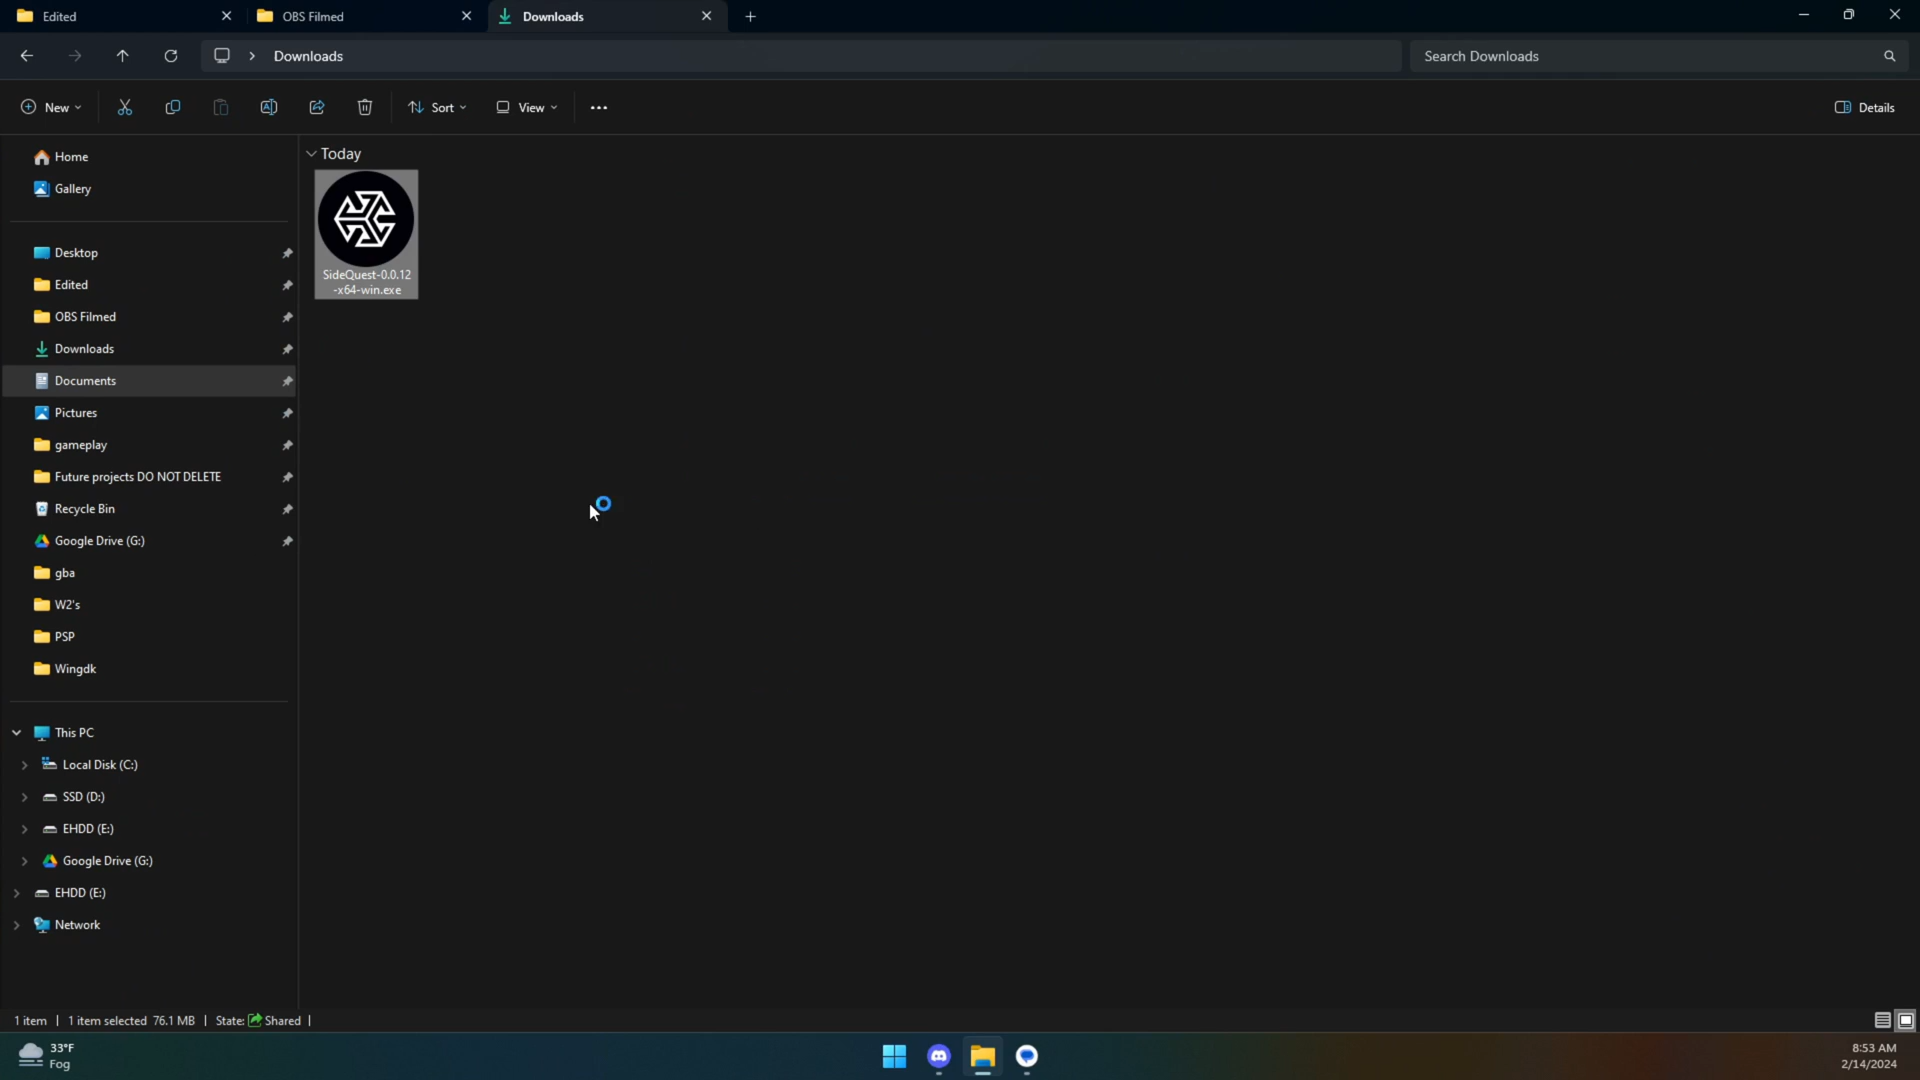 Edited
OBS Filmed
Downloads
Downloads
Search Downloads
New
Sort
View
Details
Home
Gallery
Desktop
Edited
OBS Filmed
Downloads
Documents
Pictures
gameplay
Future projects DO NOT DELETE
Recycle Bin
Google Drive (G:)
gba
W2's
PSP
Wingdk
This PC
Local Disk (C:)
SSD (D:)
EHDD (E:)
Google Drive (G:)
EHDD (E:)
Network
Today
SideQuest-0.0.12
-x64-win.exe
1 item | 1 item selected 76.1 MB | State: Shared |
33°F
Fog
8:53 AM
2/14/2024